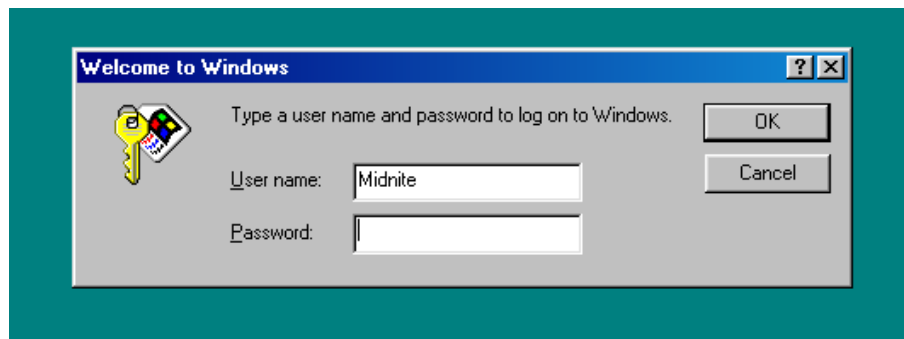 Welcome to Windows
Type a user name and password to log on to Windows.
OK
User name: Midnite
Cancel
Password: